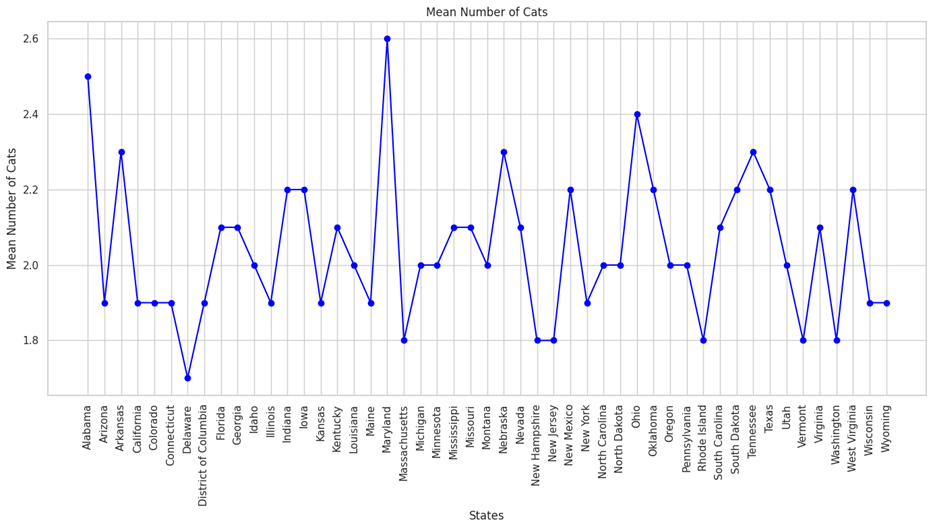 Mean Number of Cats
2.6
2.4
2.2
2.0
1.8
Mean Number of Cats
Alabama
Arizona
Arkansas
California
Colorado
Connecticut
Delaware
District of Columbia
Florida
Georgia
Idaho
Illinois
Indiana
Iowa
Kansas
Kentucky
Louisiana
Maine
Maryland
Massachusetts
Michigan
Minnesota
Mississippi
Missouri
Montana
Nebraska
Nevada
New Hampshire
New Jersey
New Mexico
New York
North Carolina
North Dakota
Ohio
Oklahoma
Oregon
Pennsylvania
Rhode Island
South Carolina
South Dakota
Tennessee
Texas
Utah
Vermont
Virginia
Washington
West Virginia
Wisconsin
Wyoming
States